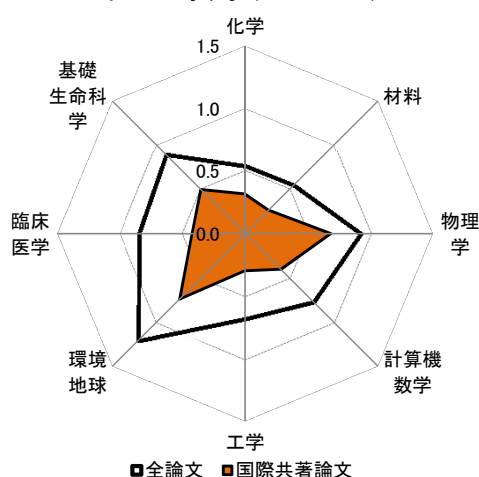 化学
1.5
基礎
生命科
学
材料
1.0
0.5
臨床
医学
0.0
物理
学
環境
地球
計算機
数学
工学
全論文 国際共著論文